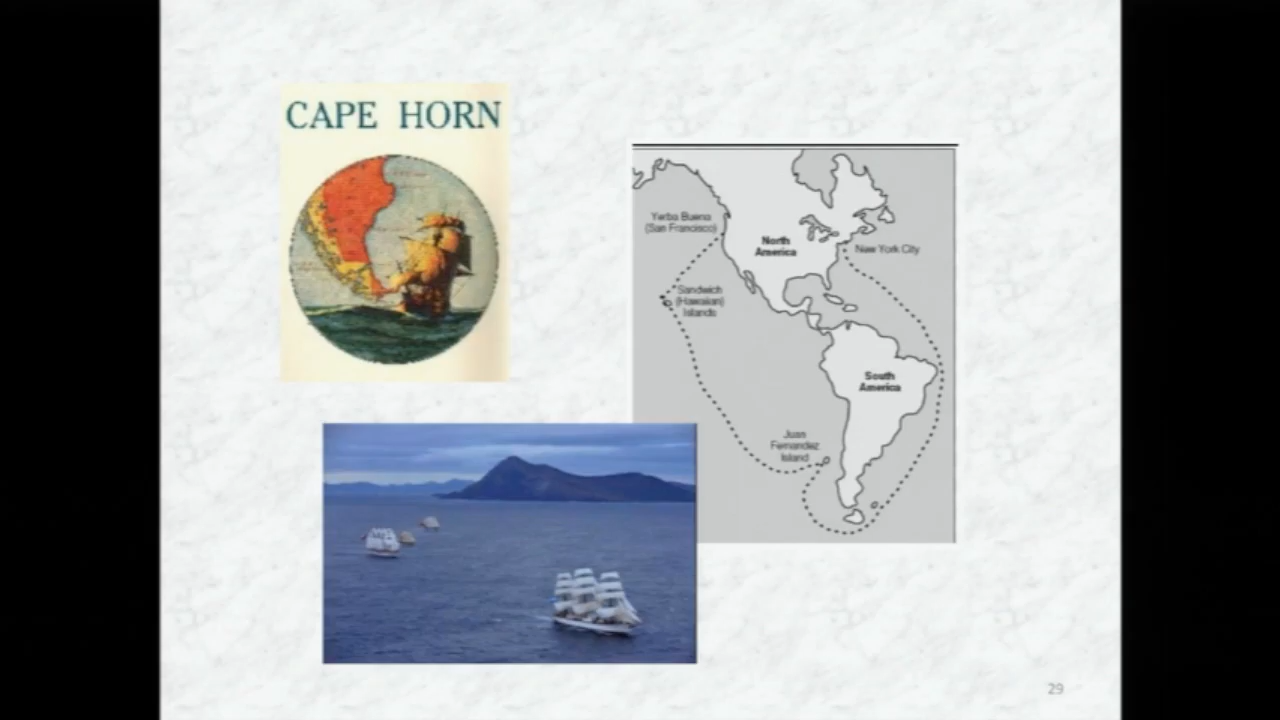 CAPE HORN
Yerba Buena
(San Francisco)
North
America
New York City
Sandwich
(Hawaiian)
Islands
South
America
Juan
Fernandez
Island
29